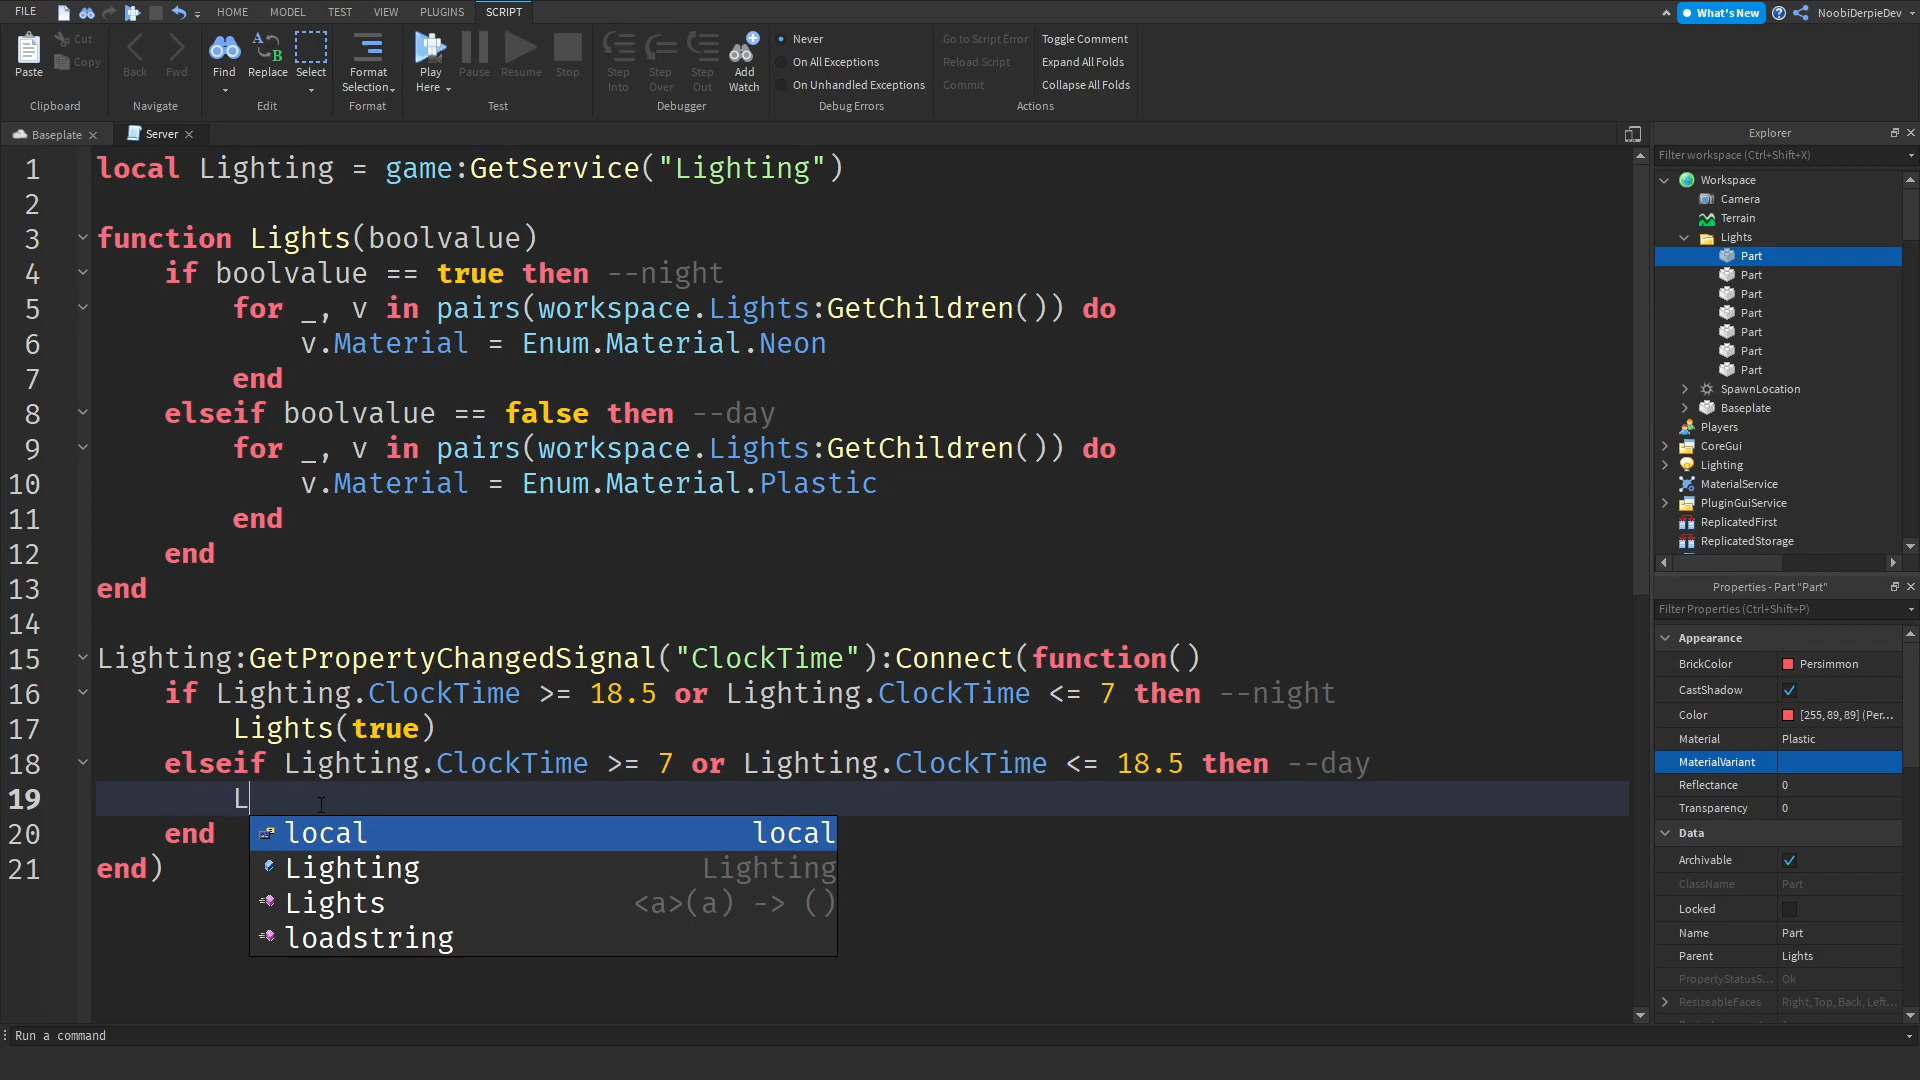 FILE HOME MODEL TEST VIEW PLUGINS SCRIPT What's New NoobiDerpieDev
Paste Cut Copy Back Fwd Find Replace Select Format Selection Play Here Pause Resume Stop Step Into Step Over Step Out Add Watch
Never
On All Exceptions
On Unhandled Exceptions
Go to Script Error
Reload Script
Commit
Toggle Comment
Expand All Folds
Collapse All Folds
Clipboard Navigate Edit Format Test Debugger Debug Errors Actions
Baseplate Server
1 local Lighting = game:GetService("Lighting")
2
3 function Lights(boolvalue)
4 if boolvalue == true then --night
5 for _, v in pairs(workspace.Lights:GetChildren()) do
6 v.Material = Enum.Material.Neon
7 end
8 elseif boolvalue == false then --day
9 for _, v in pairs(workspace.Lights:GetChildren()) do
10 v.Material = Enum.Material.Plastic
11 end
12 end
13 end
14
15 Lighting:GetPropertyChangedSignal("ClockTime"):Connect(function()
16 if Lighting.ClockTime >= 18.5 or Lighting.ClockTime <= 7 then --night
17 Lights(true)
18 elseif Lighting.ClockTime >= 7 or Lighting.ClockTime <= 18.5 then --day
19 L
20 end
21 end)
local local
Lighting Lighting
Lights <a>(a) -> ()
loadstring
Explorer
Filter workspace (Ctrl+Shift+X)
Workspace
Camera
Terrain
Lights
Part
Part
Part
Part
Part
Part
Part
SpawnLocation
Baseplate
Players
CoreGui
Lighting
MaterialService
PluginGuiService
ReplicatedFirst
ReplicatedStorage
Properties - Part "Part"
Filter Properties (Ctrl+Shift+P)
Appearance
BrickColor Persimmon
CastShadow
Color [255, 89, 89] (Per...
Material Plastic
MaterialVariant
Reflectance 0
Transparency 0
Data
Archivable
ClassName Part
Locked
Name Part
Parent Lights
PropertyStatusS... Ok
ResizeableFaces Right, Top, Back, Left...
Run a command